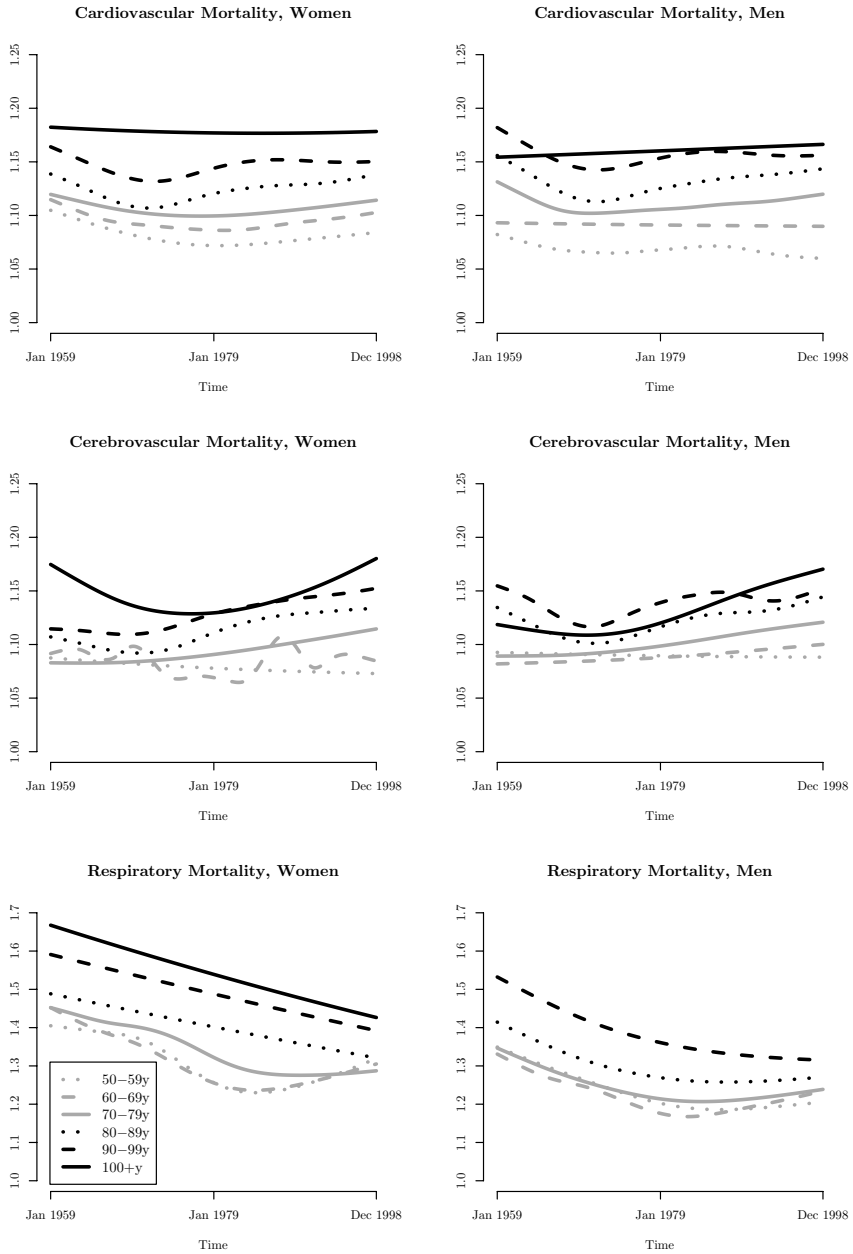 Cardiovascular Mortality, Women
1.25
1.20
1.15
1.10
1.05
1.00
Jan 1959
Jan 1979
Dec 1998
Time
Cardiovascular Mortality, Men
1.25
1.20
1.15
1.10
1.05
1.00
Jan 1959
Jan 1979
Dec 1998
Time
Cerebrovascular Mortality, Women
1.25
1.20
1.15
1.10
1.05
1.00
Jan 1959
Jan 1979
Dec 1998
Time
Cerebrovascular Mortality, Men
1.25
1.20
1.15
1.10
1.05
1.00
Jan 1959
Jan 1979
Dec 1998
Time
Respiratory Mortality, Women
1.7
1.6
1.5
1.4
1.3
1.2
1.1
1.0
50−59y
60−69y
70−79y
80−89y
90−99y
100+y
Jan 1959
Jan 1979
Dec 1998
Time
Respiratory Mortality, Men
1.7
1.6
1.5
1.4
1.3
1.2
1.1
1.0
Jan 1959
Jan 1979
Dec 1998
Time